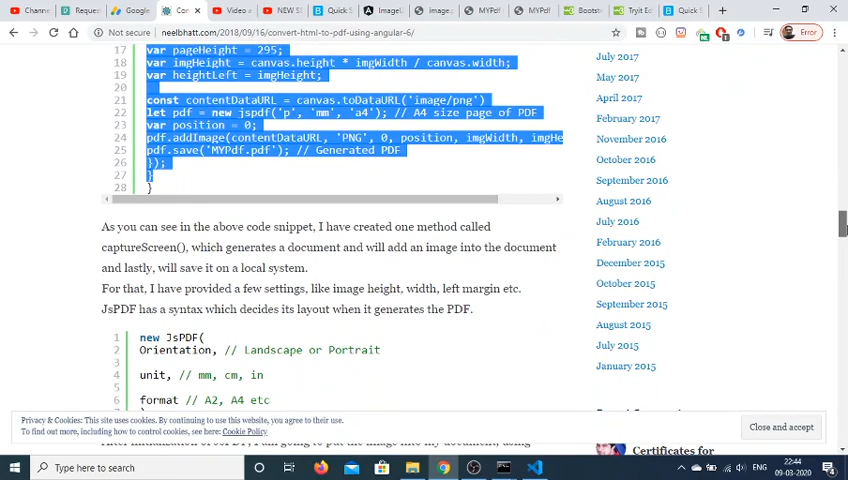 Chann
Reques
Google
Con
Video a
NEW S
Quick S
ImageL
image
MYPdf
MYPdf
Bootst
Tryit E
Quick S
Not secure
neelbhatt.com/2018/09/16/convert-html-to-pdf-using-angular-6/
Error
17 var pageHeight = 295;
18 var imgHeight = canvas.height * imgWidth / canvas.width;
19 var heightLeft = imgHeight;
20
21 const contentDataURL = canvas.toDataURL('image/png')
22 let pdf = new jspdf('p', 'mm', 'a4'); // A4 size page of PDF
23 var position = 0;
24 pdf.addImage(contentDataURL, 'PNG', 0, position, imgWidth, imgHe
25 pdf.save('MYPdf.pdf'); // Generated PDF
26 });
27 }
28 }
As you can see in the above code snippet, I have created one method called
captureScreen(), which generates a document and will add an image into the document
and lastly, will save it on a local system.
For that, I have provided a few settings, like image height, width, left margin etc.
JsPDF has a syntax which decides its layout when it generates the PDF.
1 new JsPDF(
2 Orientation, // Landscape or Portrait
3
4 unit, // mm, cm, in
5
6 format // A2, A4 etc
July 2017
May 2017
April 2017
February 2017
November 2016
October 2016
September 2016
August 2016
July 2016
February 2016
December 2015
October 2015
September 2015
August 2015
July 2015
January 2015
Privacy & Cookies: This site uses cookies. By continuing to use this website, you agree to their use.
To find out more, including how to control cookies, see here: Cookie Policy
Close and accept
Certificates for
Type here to search
ENG
22:44
09-03-2020
4